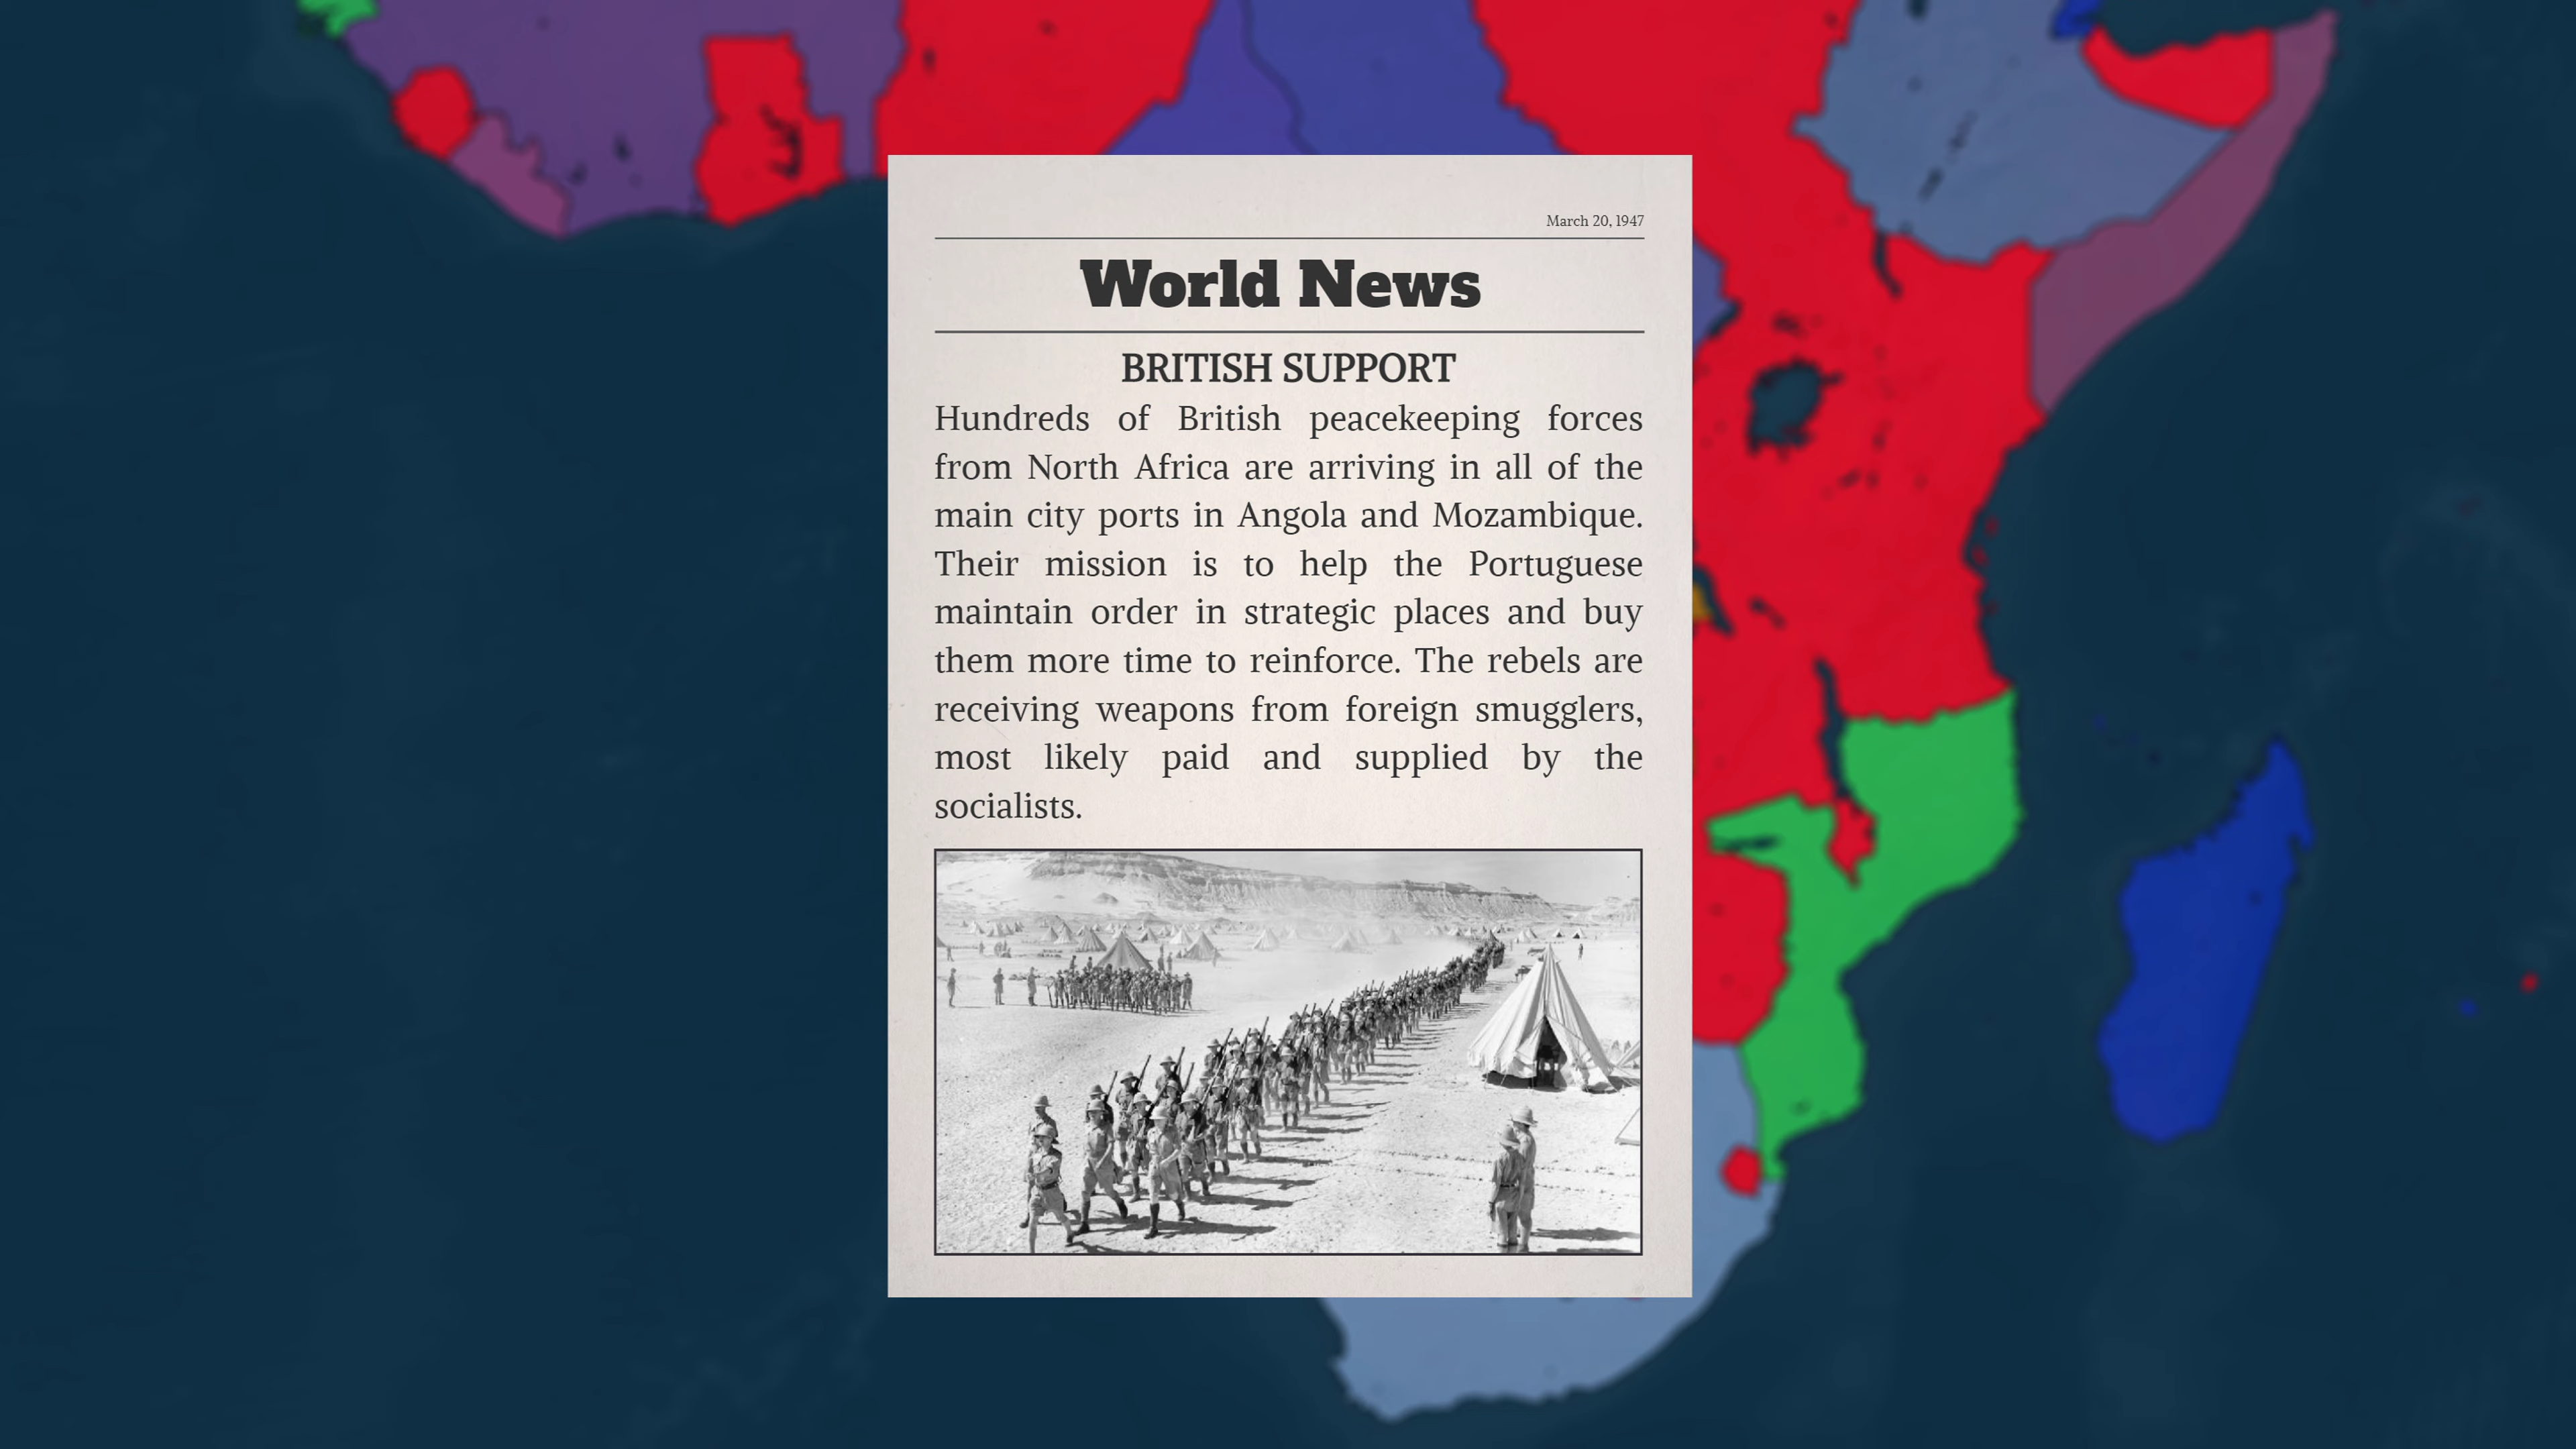 March 20, 1947
World News
BRITISH SUPPORT
Hundreds of British peacekeeping forces
from North Africa are arriving in all of the
main city ports in Angola and Mozambique.
Their mission is to help the Portuguese
maintain order in strategic places and buy
them more time to reinforce. The rebels are
receiving weapons from foreign smugglers,
most likely paid and supplied by the
socialists.